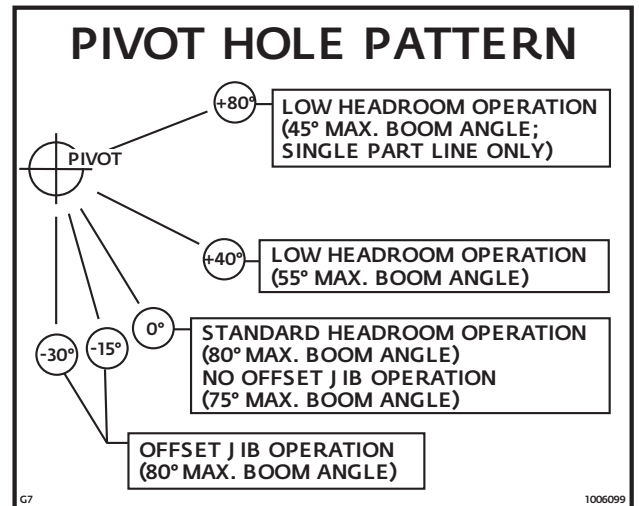 PIVOT HOLE PATTERN
+80°
LOW HEADROOM OPERATION
(45° MAX. BOOM ANGLE;
SINGLE PART LINE ONLY)
PIVOT
+40°
LOW HEADROOM OPERATION
(55° MAX. BOOM ANGLE)
0°
STANDARD HEADROOM OPERATION
(80° MAX. BOOM ANGLE)
NO OFFSET JIB OPERATION
(75° MAX. BOOM ANGLE)
-15°
-30°
OFFSET JIB OPERATION
(80° MAX. BOOM ANGLE)
G7
1006099